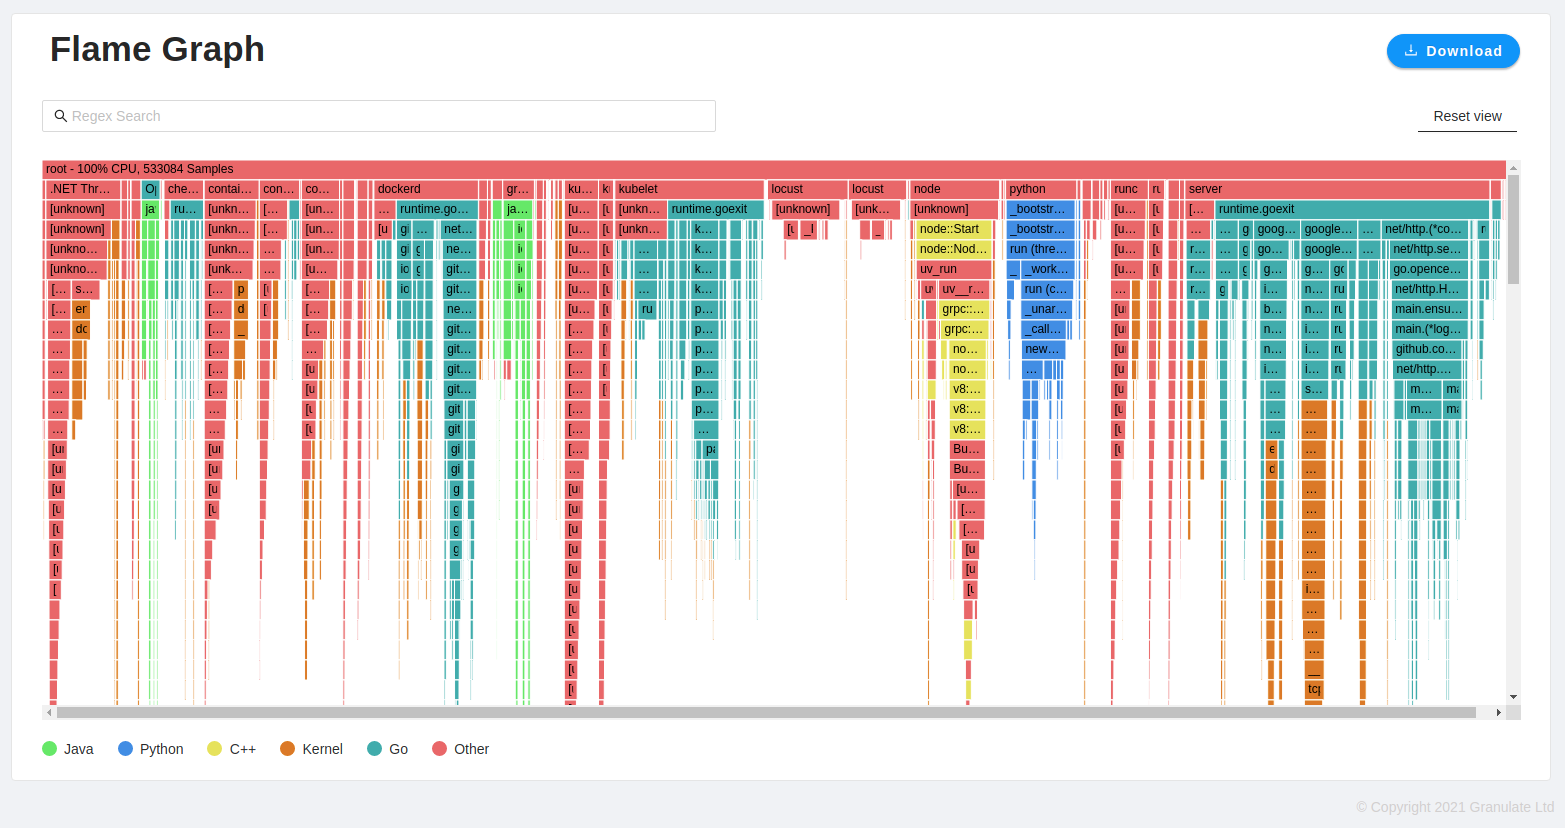 Flame Graph
Download
Regex Search
Reset view
root - 100% CPU, 533084 Samples
.NET Thr… che… contai… con… co… dockerd gr… ku… kubelet locust locust node python runc server
[unknown] ja ru… [unkn… [… [un… … runtime.go… ja… [u… [unkn… runtime.goexit [unknown] [unk… [unknown] _bootstr… [u… [… runtime.goexit
[unknown] [unkn… [… [un… [u gi … net… [u… [unkn… k… node::Start _bootstr… [u… … … g goog… google… … net/http.(*co…
[unkno… [unkn… … [un… gi g ne… [u… … k… node::Nod… run (thre… [u… r… … g go… google… … net/http.se…
[unkno… [unk… … [u… io g git… [u… … k… uv_run _ _work… [u… r… … g g… g… go go.opence…
[… s… [… p [… io git… [u… … k… uv__r… run (c… r… g i… n… ru net/http.H…
[… er [… d [… ne… [u… ru p… grpc::… _unar… b… n… ru main.ensu…
… dc [… _ [… git… [… p… grpc:… _call… n… i… ru main.(*log…
… [… … git… [… p… no… new… n… i… ru github.co…
… [… [u git… [… p… no… … [u i… i… ru net/http.…
… [… [u git… [… p… v8:… [u … s… m… ma
… … [u git [… p… v8:… [u … … m… ma
… … [u git [… … v8:… [u … …
[u [u gi [… pa Bu… [u e …
[u [u gi … Bu… d …
[u [u g [u [u… …
[u [u g [u [… …
[u g [u [… …
[u g [u [u …
[u [u [u …
[ [u [u i…
[u …
[u …
[u …
[u __
[u tcp
Java
Python
C++
Kernel
Go
Other
© Copyright 2021 Granulate Ltd